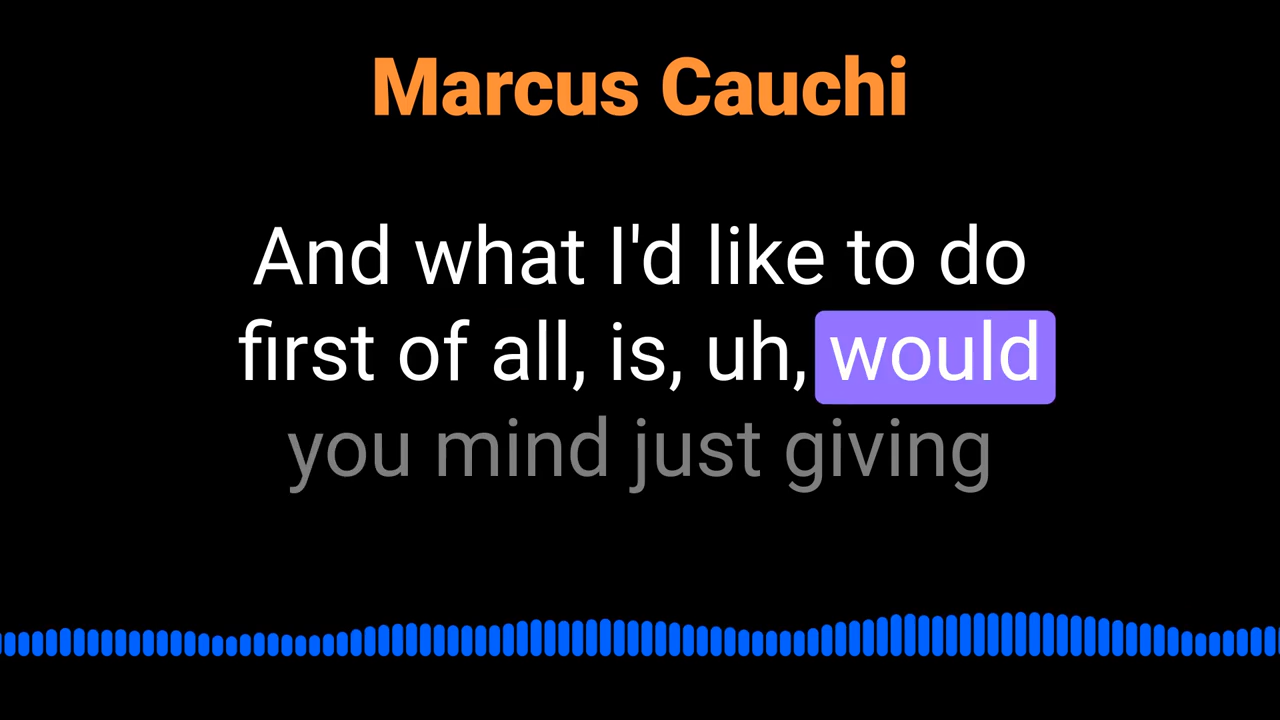 Marcus Cauchi
And what I'd like to do
first of all, is, uh, would
you mind just giving